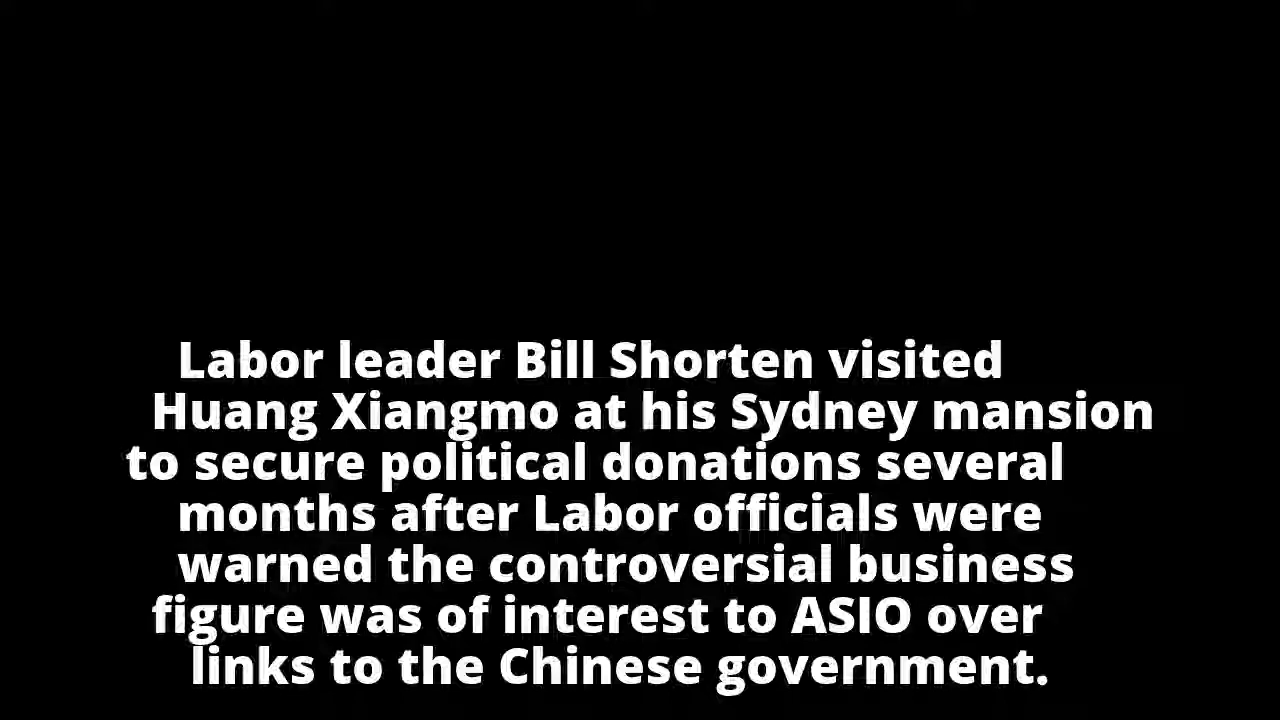 Labor leader Bill Shorten visited
Huang Xiangmo at his Sydney mansion
to secure political donations several
months after Labor officials were
warned the controversial business
figure was of interest to ASIO over
links to the Chinese government.